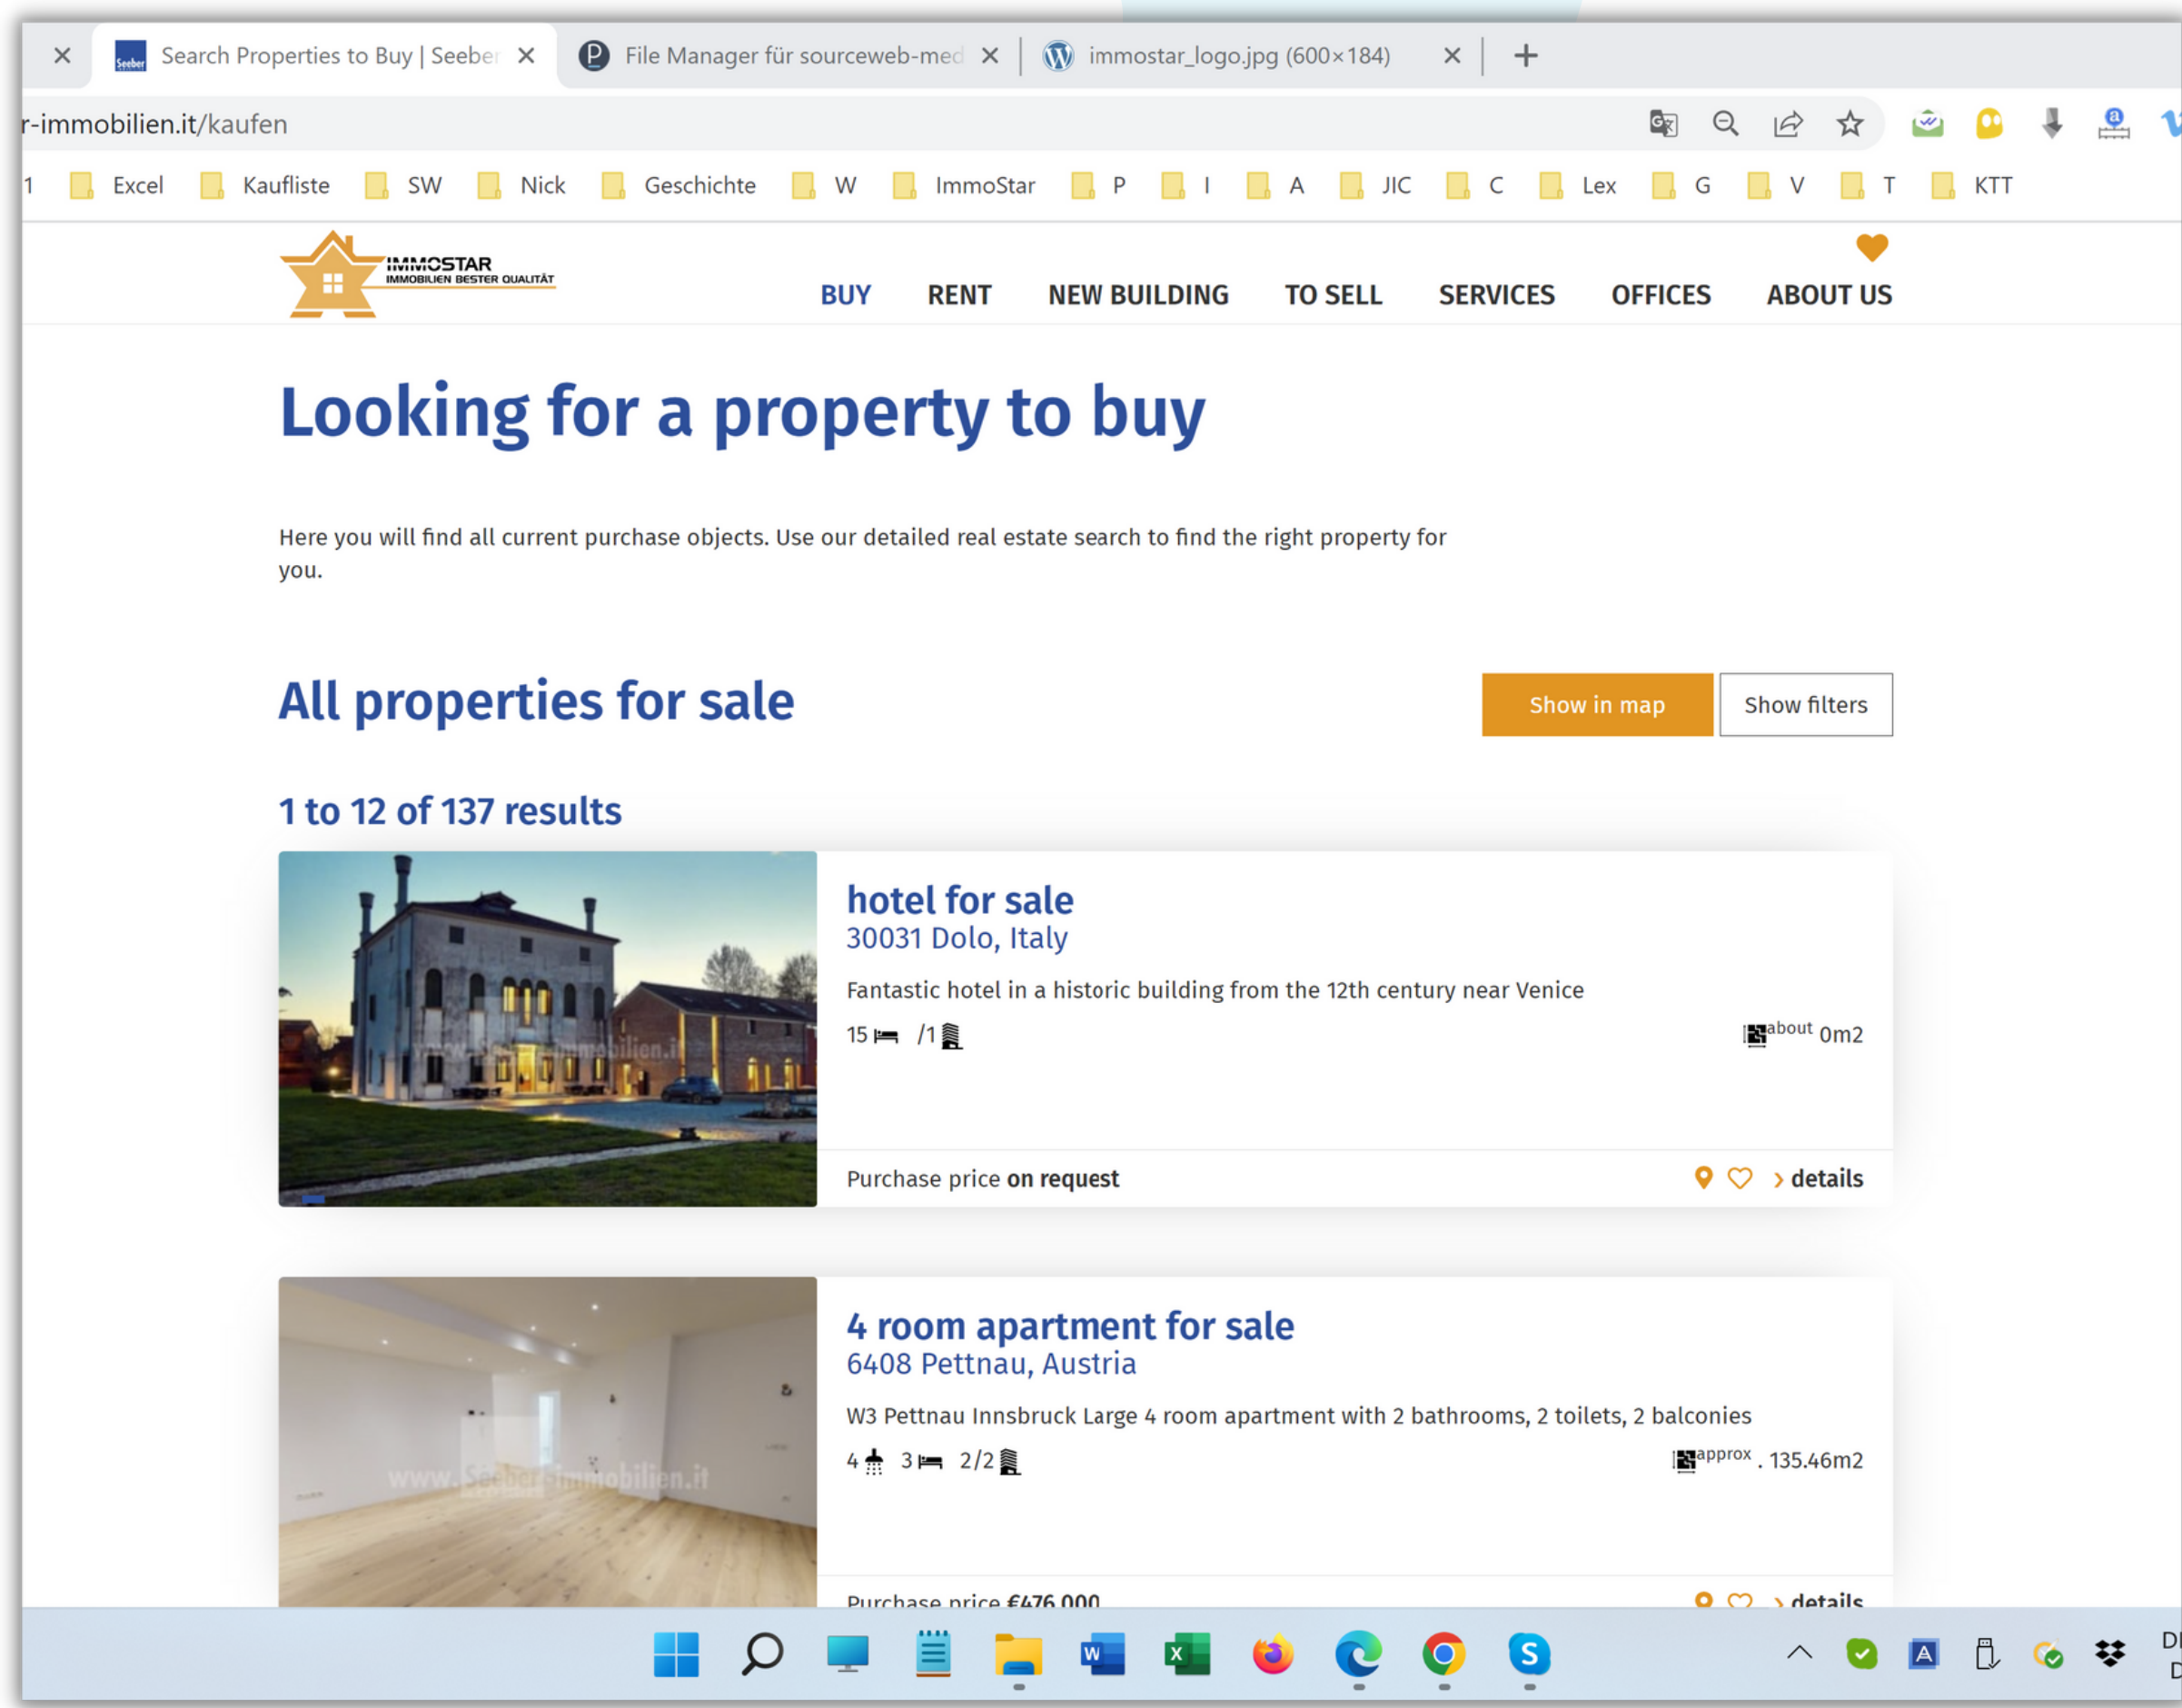 Search Properties to Buy | Seeber
File Manager für sourceweb-med
immostar_logo.jpg (600×184)
r-immobilien.it/kaufen
1 Excel Kaufliste SW Nick Geschichte W ImmoStar P I A JIC C Lex G V T KTT
IMMOSTAR
IMMOBILIEN BESTER QUALITÄT
BUY RENT NEW BUILDING TO SELL SERVICES OFFICES ABOUT US
Looking for a property to buy
Here you will find all current purchase objects. Use our detailed real estate search to find the right property for
you.
All properties for sale
Show in map Show filters
1 to 12 of 137 results
hotel for sale
30031 Dolo, Italy
Fantastic hotel in a historic building from the 12th century near Venice
15 /1 about 0m2
Purchase price on request
details
4 room apartment for sale
6408 Pettnau, Austria
W3 Pettnau Innsbruck Large 4 room apartment with 2 bathrooms, 2 toilets, 2 balconies
4 3 2/2 approx . 135.46m2
www.Seeber-immobilien.it
Purchase price €476,000
details